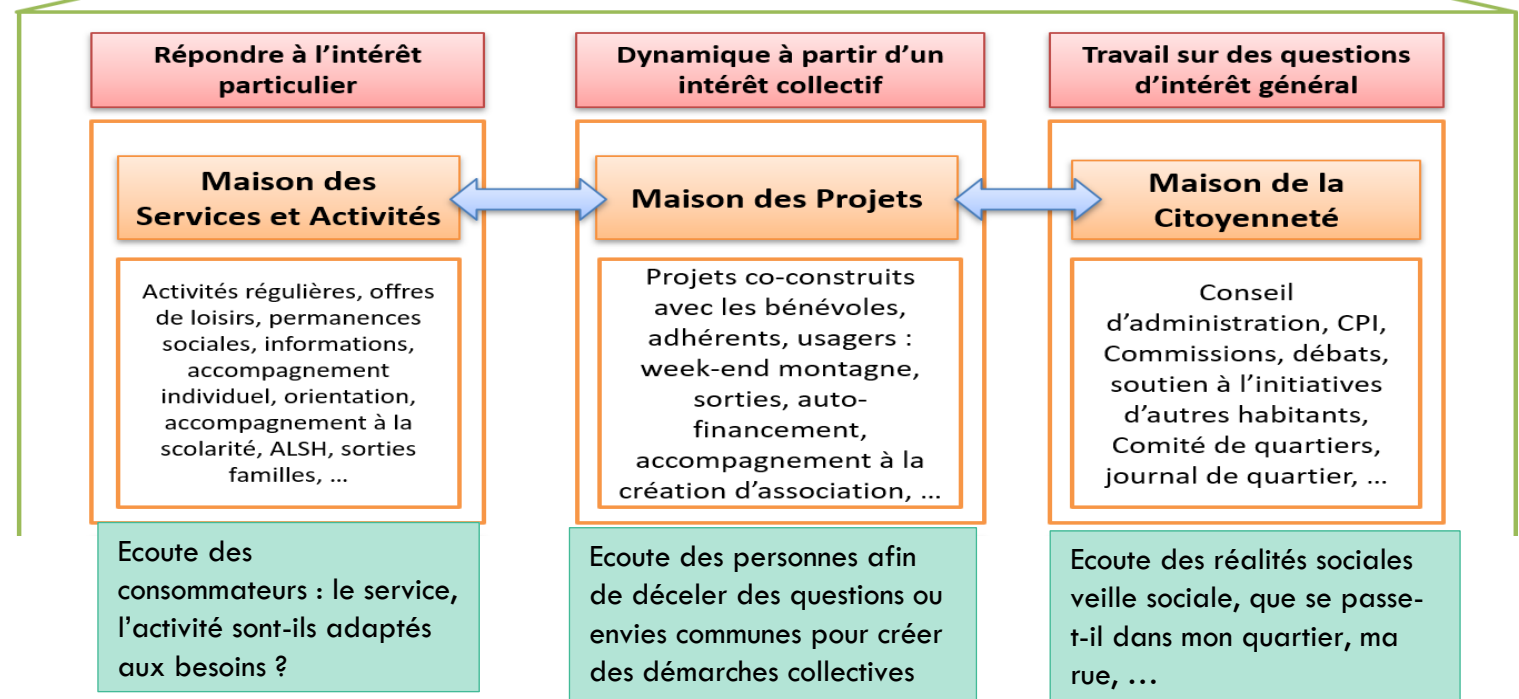 Répondre à l'intérêt
particulier
Dynamique à partir d'un
intérêt collectif
Travail sur des questions
d'intérêt général
Maison des
Services et Activités
Maison des Projets
Maison de la
Citoyenneté
Activités régulières, offres
de loisirs, permanences
sociales, informations,
accompagnement
individuel, orientation,
accompagnement à la
scolarité, ALSH, sorties
familles, ...
Projets co-construits
avec les bénévoles,
adhérents, usagers :
week-end montagne,
sorties, auto-
financement,
accompagnement à la
création d'association, ...
Conseil
d'administration, CPI,
Commissions, débats,
soutien à l'initiatives
d'autres habitants,
Comité de quartiers,
journal de quartier, ...
Ecoute des
consommateurs : le service,
l'activité sont-ils adaptés
aux besoins ?
Ecoute des personnes afin
de déceler des questions ou
envies communes pour créer
des démarches collectives
Ecoute des réalités sociales
veille sociale, que se passe-
t-il dans mon quartier, ma
rue, ...